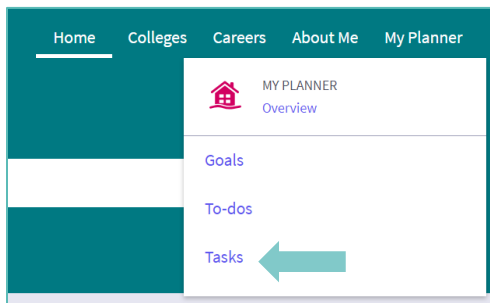 Home Colleges Careers About Me My Planner
MY PLANNER
Overview
Goals
To-dos
Tasks